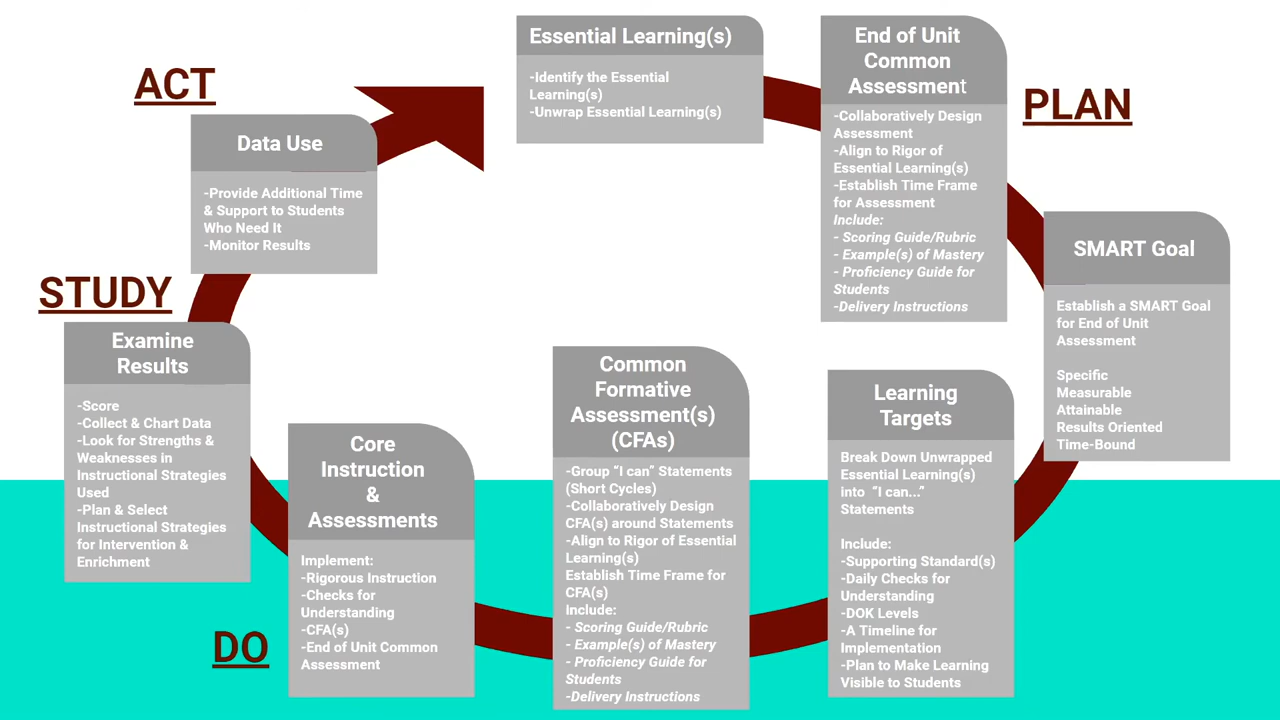 Essential Learning(s)
-Identify the Essential
Learning(s)
-Unwrap Essential Learning(s)
End of Unit
Common
Assessment
-Collaboratively Design
Assessment
-Align to Rigor of
Essential Learning(s)
-Establish Time Frame
for Assessment
Include:
- Scoring Guide/Rubric
- Example(s) of Mastery
- Proficiency Guide for
Students
-Delivery Instructions
PLAN
SMART Goal
Establish a SMART Goal
for End of Unit
Assessment
Specific
Measurable
Attainable
Results Oriented
Time-Bound
Learning
Targets
Break Down Unwrapped
Essential Learning(s)
into “I can...”
Statements
Include:
-Supporting Standard(s)
-Daily Checks for
Understanding
-DOK Levels
-A Timeline for
Implementation
-Plan to Make Learning
Visible to Students
Common
Formative
Assessment(s)
(CFAs)
-Group “I can” Statements
(Short Cycles)
-Collaboratively Design
CFA(s) around Statements
-Align to Rigor of Essential
Learning(s)
Establish Time Frame for
CFA(s)
Include:
- Scoring Guide/Rubric
- Example(s) of Mastery
- Proficiency Guide for
Students
-Delivery Instructions
DO
Core
Instruction
&
Assessments
Implement:
-Rigorous Instruction
-Checks for
Understanding
-CFA(s)
-End of Unit Common
Assessment
STUDY
Examine
Results
-Score
-Collect & Chart Data
-Look for Strengths &
Weaknesses in
Instructional Strategies
Used
-Plan & Select
Instructional Strategies
for Intervention &
Enrichment
ACT
Data Use
-Provide Additional Time
& Support to Students
Who Need It
-Monitor Results